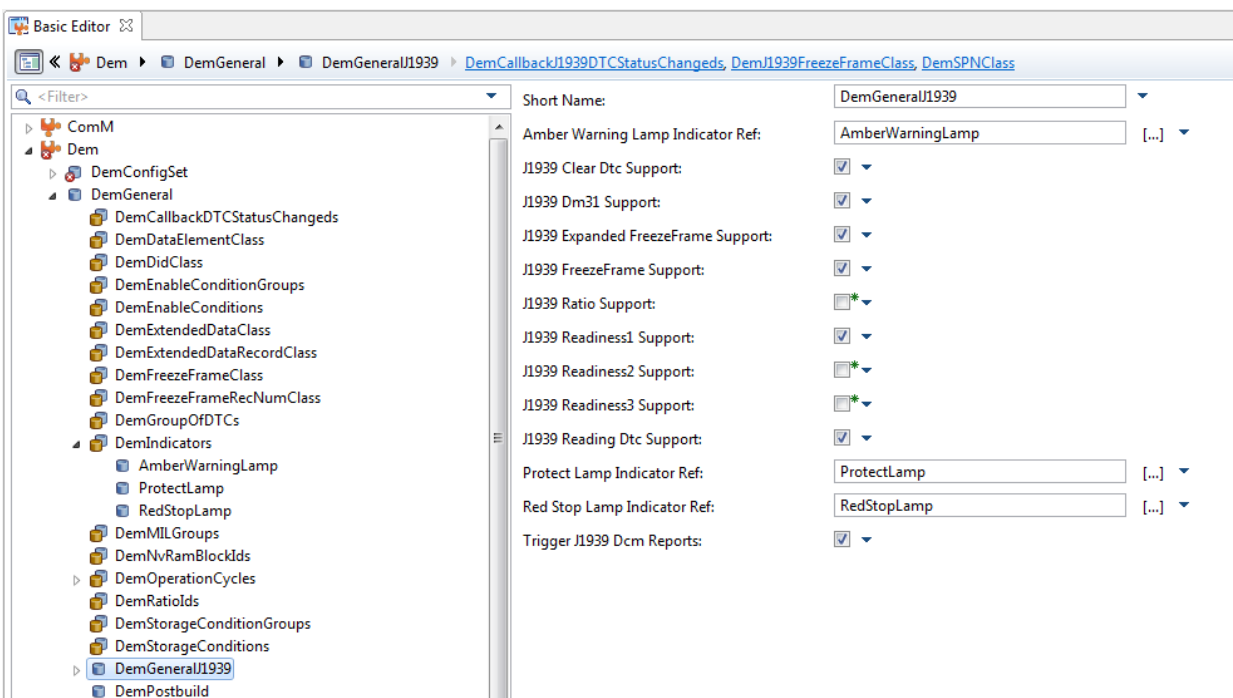 Basic Editor
Dem DemGeneral DemGeneralJ1939 DemCallbackJ1939DTCStatusChangeds, DemJ1939FreezeFrameClass, DemSPNClass
<Filter>
ComM
Dem
DemConfigSet
DemGeneral
DemCallbackDTCStatusChangeds
DemDataElementClass
DemDidClass
DemEnableConditionGroups
DemEnableConditions
DemExtendedDataClass
DemExtendedDataRecordClass
DemFreezeFrameClass
DemFreezeFrameRecNumClass
DemGroupOfDTCs
DemIndicators
AmberWarningLamp
ProtectLamp
RedStopLamp
DemMILGroups
DemNvRamBlockIds
DemOperationCycles
DemRatioIds
DemStorageConditionGroups
DemStorageConditions
DemGeneralJ1939
DemPostbuild
Short Name: DemGeneralJ1939
Amber Warning Lamp Indicator Ref: AmberWarningLamp [...]
J1939 Clear Dtc Support:
J1939 Dm31 Support:
J1939 Expanded FreezeFrame Support:
J1939 FreezeFrame Support:
J1939 Ratio Support:
J1939 Readiness1 Support:
J1939 Readiness2 Support:
J1939 Readiness3 Support:
J1939 Reading Dtc Support:
Protect Lamp Indicator Ref: ProtectLamp [...]
Red Stop Lamp Indicator Ref: RedStopLamp [...]
Trigger J1939 Dcm Reports: